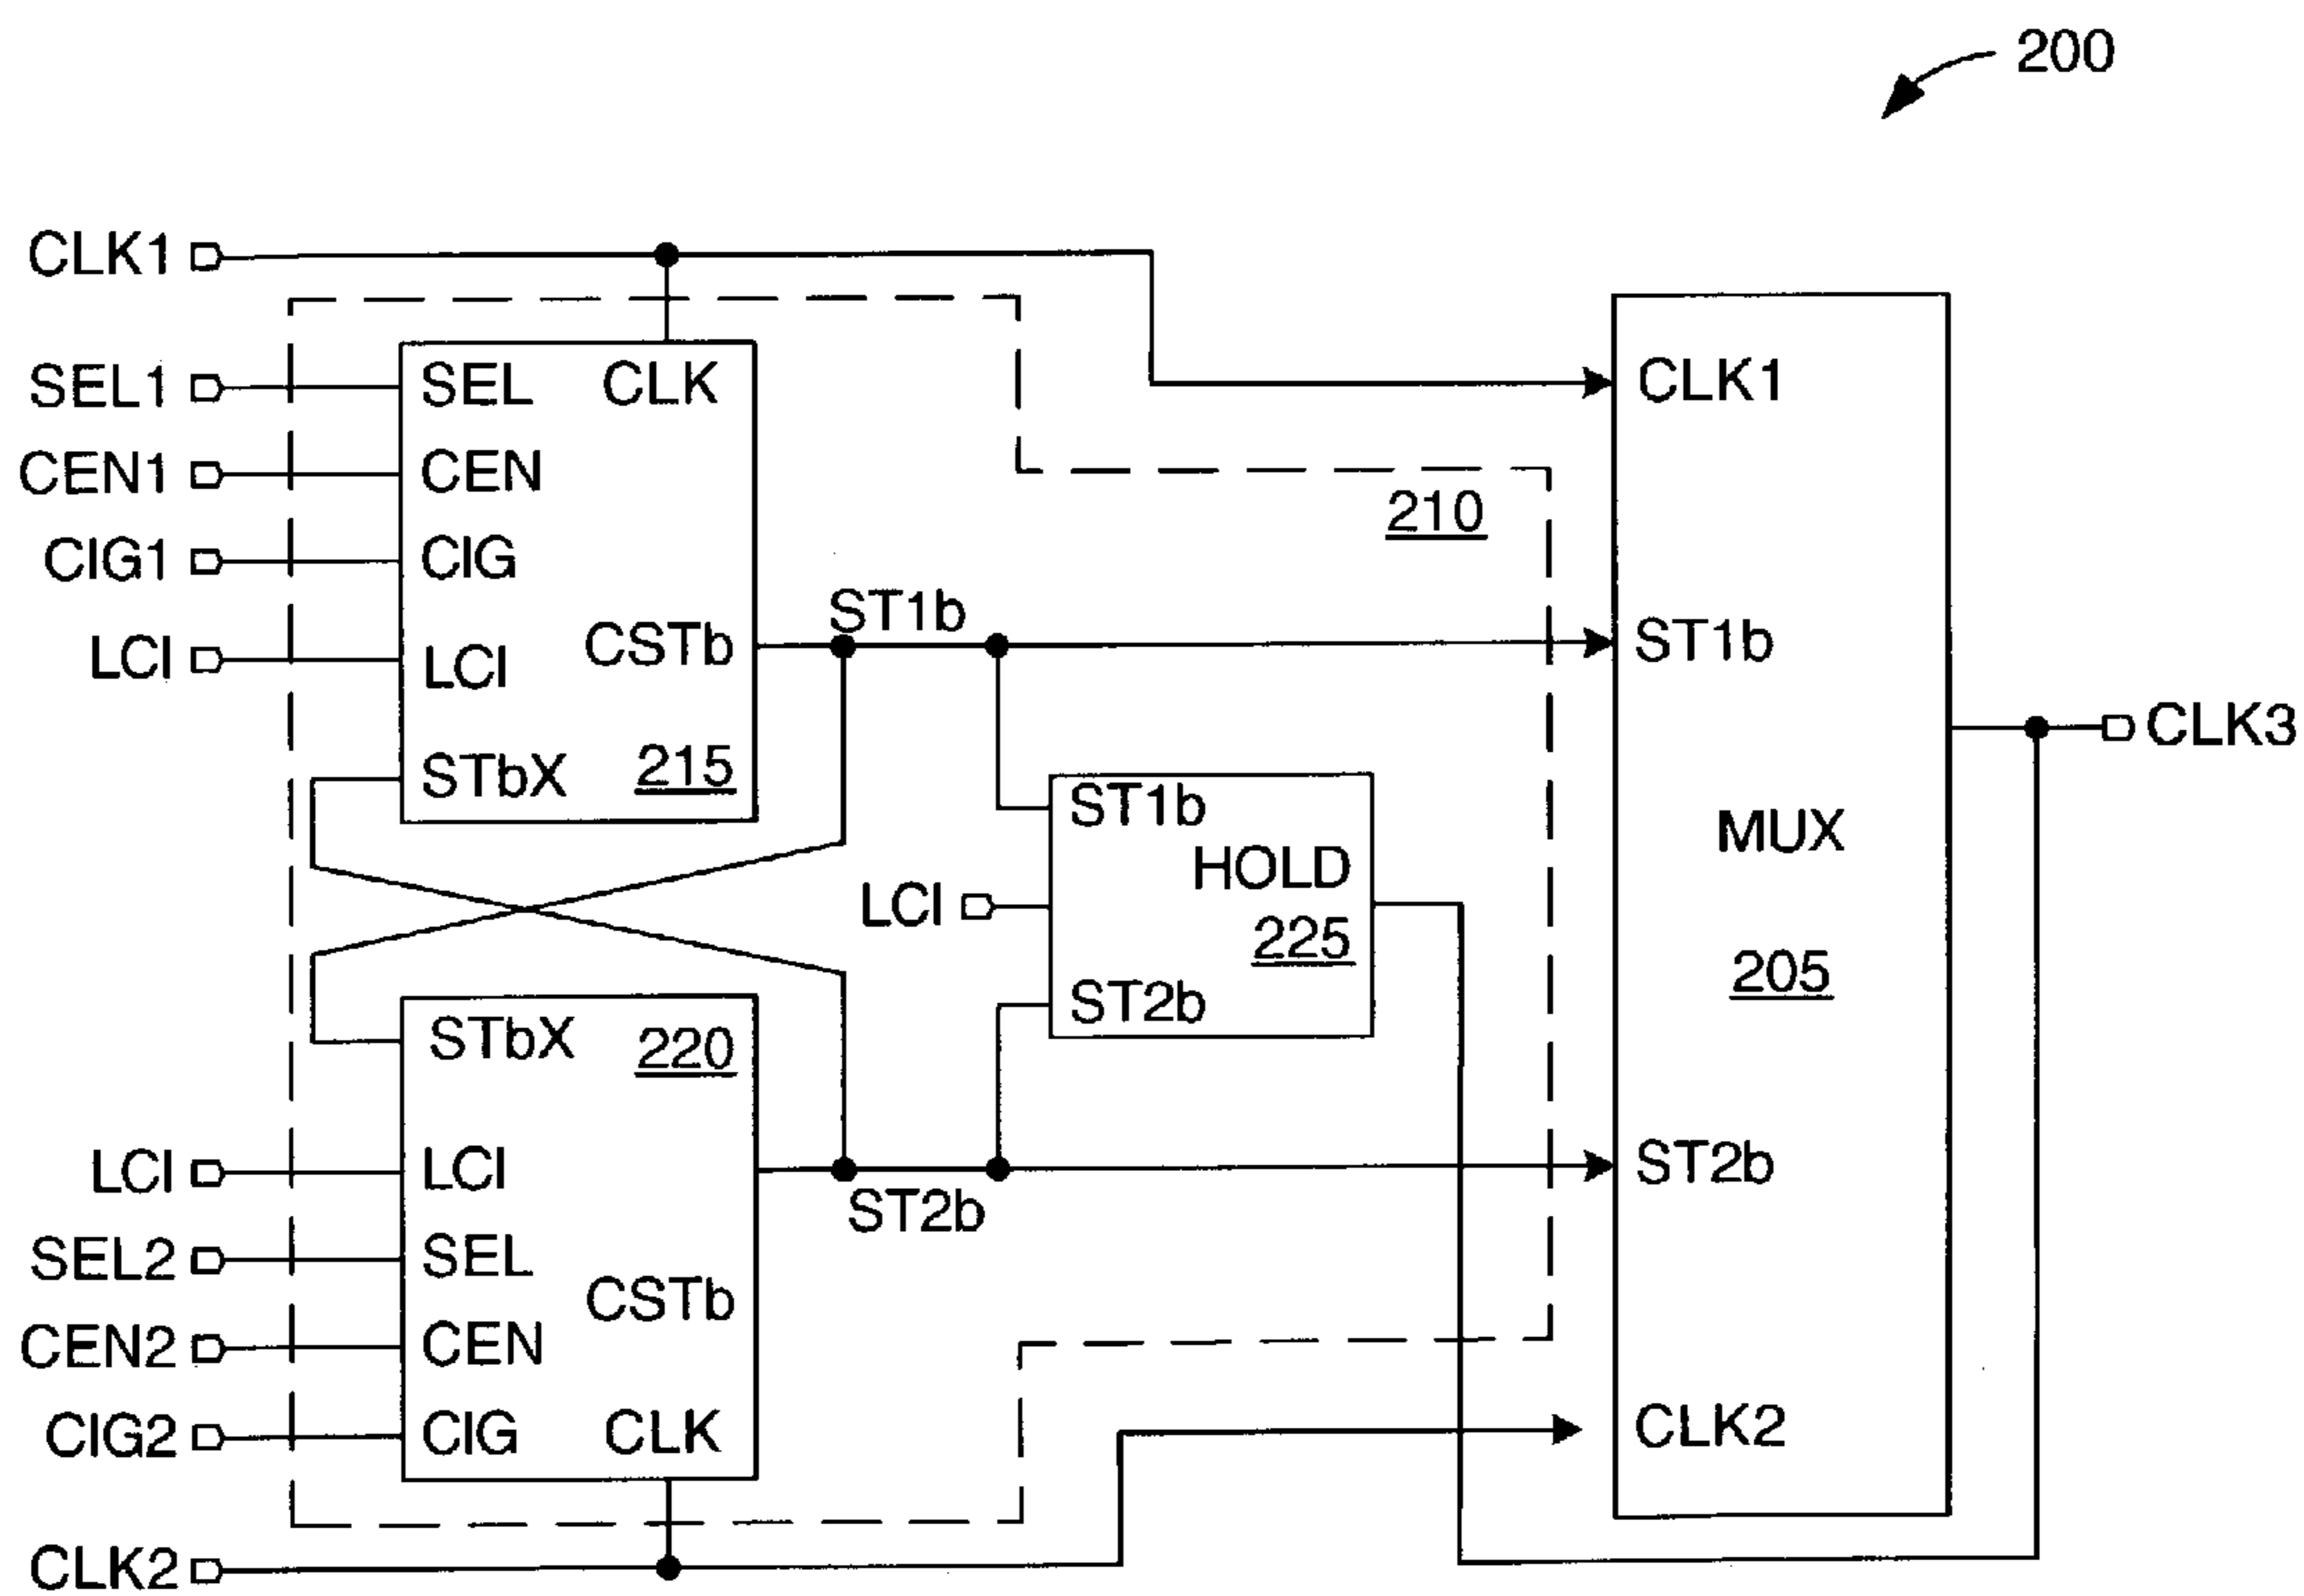 200
CLK1
SEL1
SEL CLK
CLK1
CEN1
CEN
210
CIG1
CIG
ST1b
CSTb
ST1b
LCI
LCI
CLK3
STbX 215
ST1b
MUX
HOLD
LCI
225
205
ST2b
STbX 220
LCI
LCI
ST2b
ST2b
SEL2
SEL
CSTb
CEN2
CEN
CIG2
CIG CLK
CLK2
CLK2